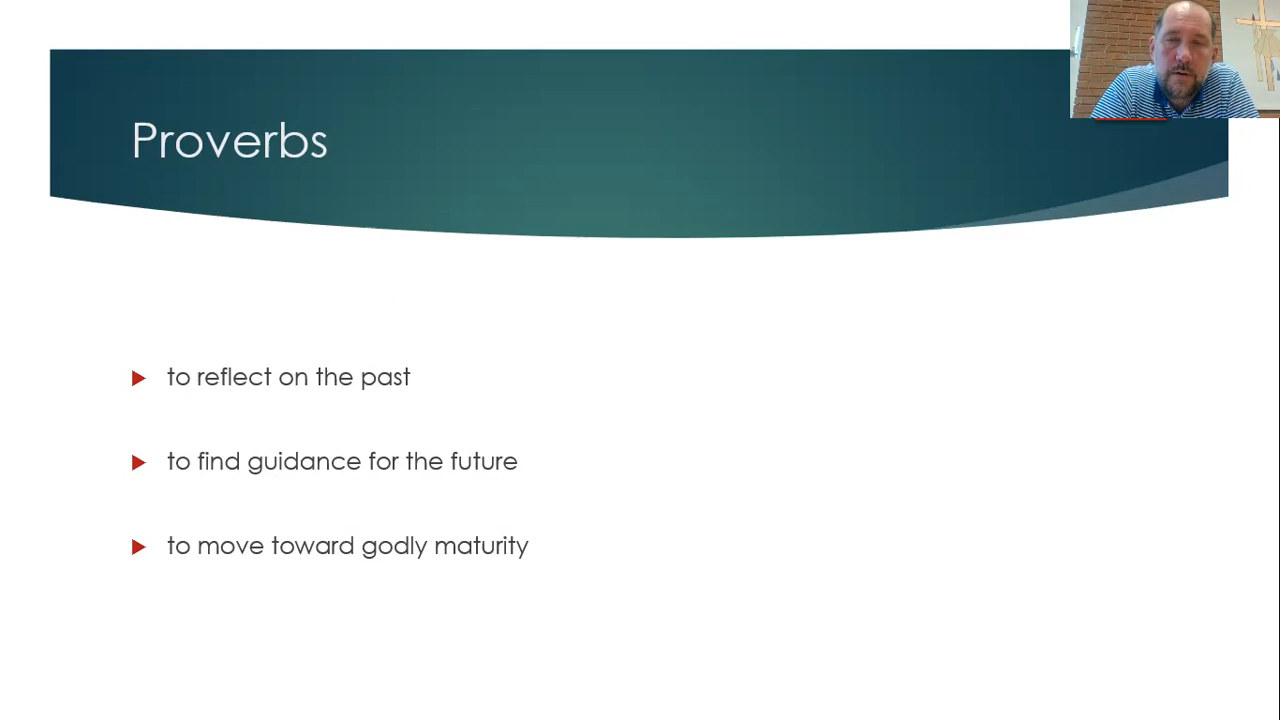 Proverbs
to reflect on the past
to find guidance for the future
to move toward godly maturity